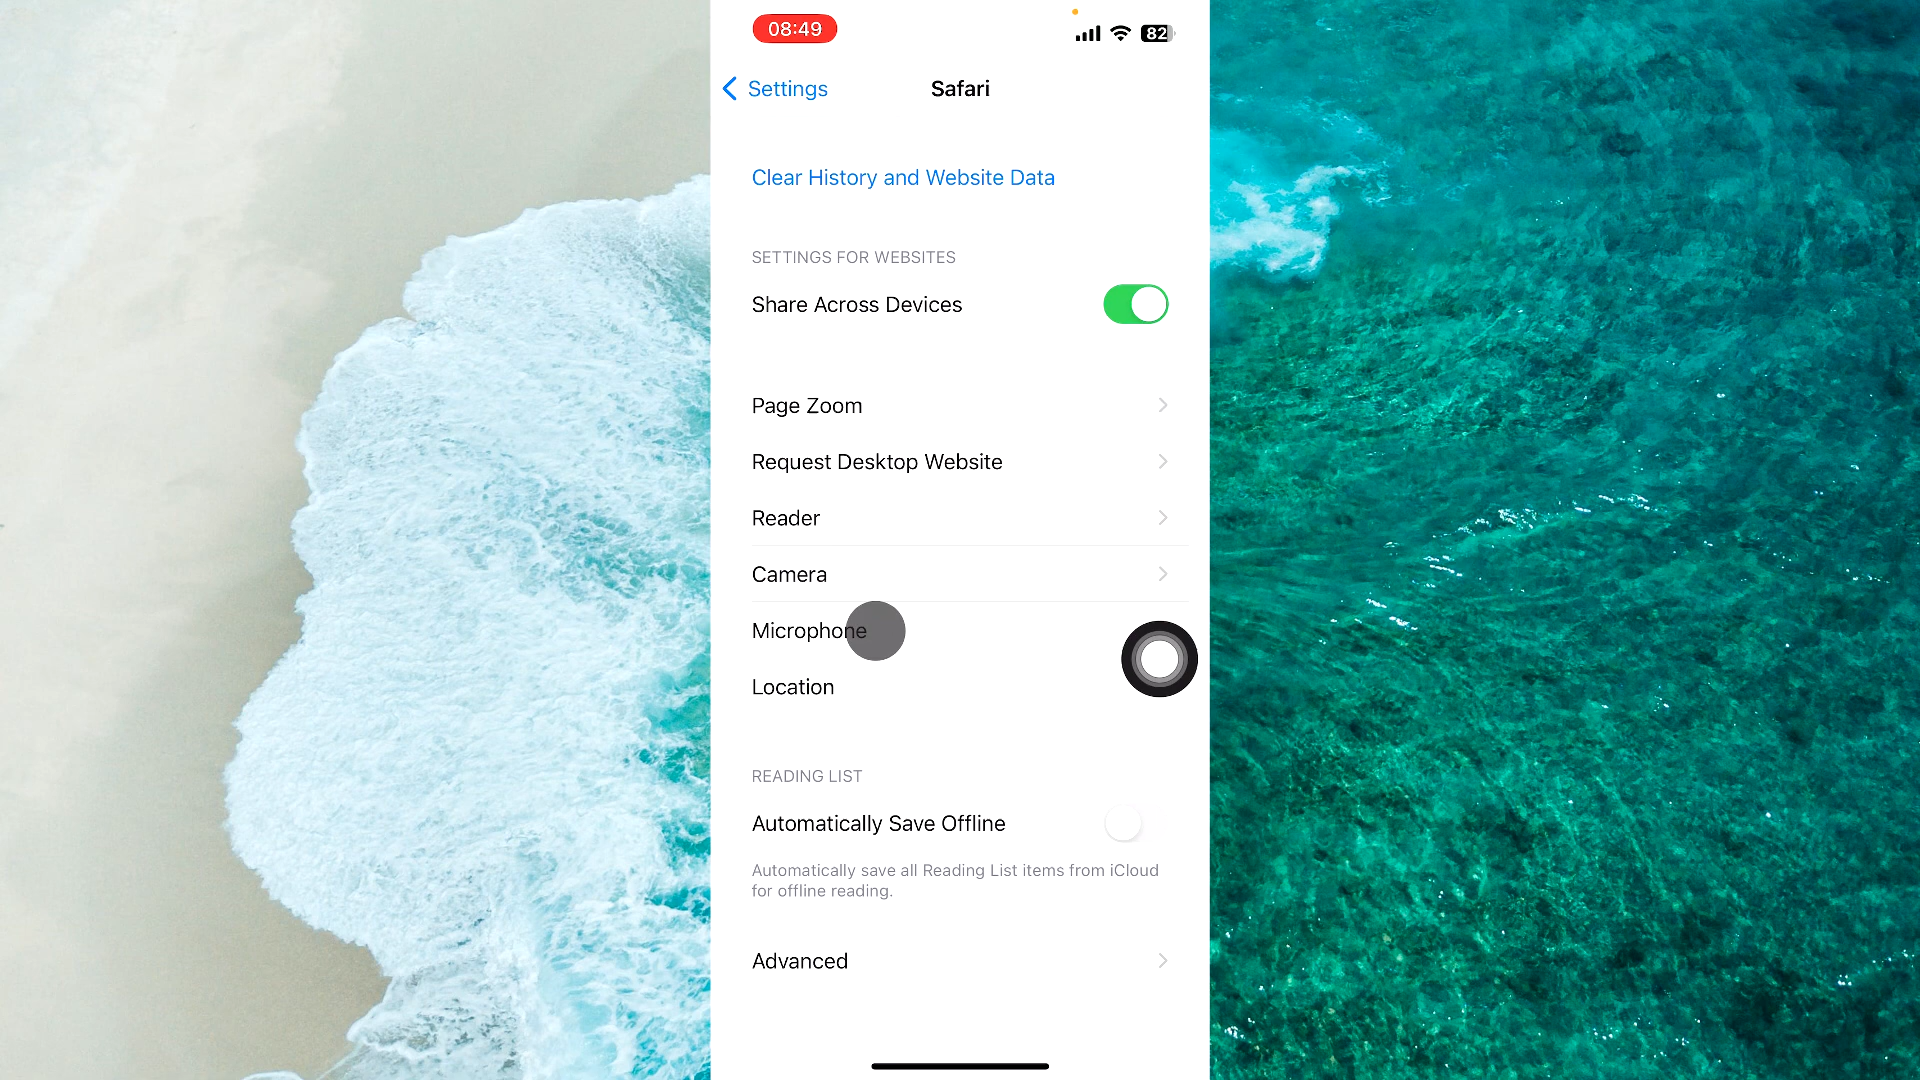 08:49
82
Settings
Safari
Clear History and Website Data
SETTINGS FOR WEBSITES
Share Across Devices
Page Zoom
Request Desktop Website
Reader
Camera
Microphone
Location
READING LIST
Automatically Save Offline
Automatically save all Reading List items from iCloud
for offline reading.
Advanced